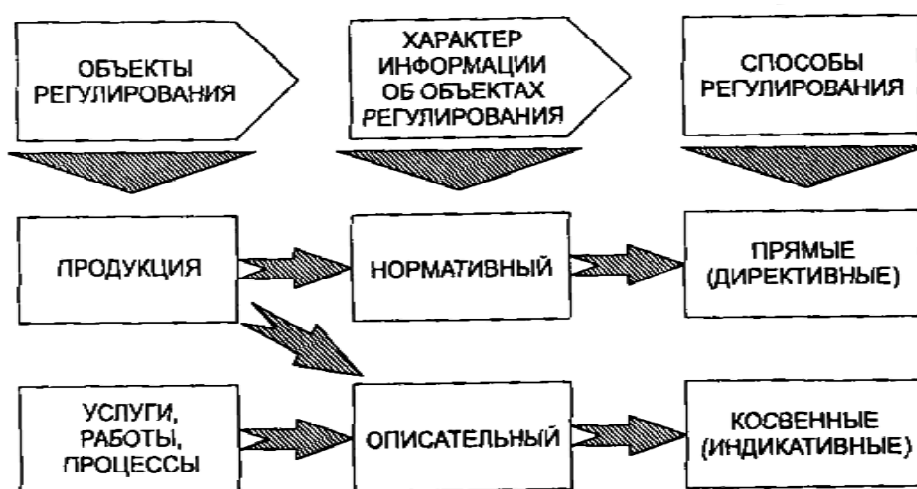 ОБЪЕКТЫ
РЕГУЛИРОВАНИЯ
ХАРАКТЕР
ИНФОРМАЦИИ
ОБ ОБЪЕКТАХ
РЕГУЛИРОВАНИЯ
СПОСОБЫ
РЕГУЛИРОВАНИЯ
ПРОДУКЦИЯ
НОРМАТИВНЫЙ
ПРЯМЫЕ
(ДИРЕКТИВНЫЕ)
УСЛУГИ,
РАБОТЫ,
ПРОЦЕССЫ
ОПИСАТЕЛЬНЫЙ
КОСВЕННЫЕ
(ИНДИКАТИВНЫЕ)